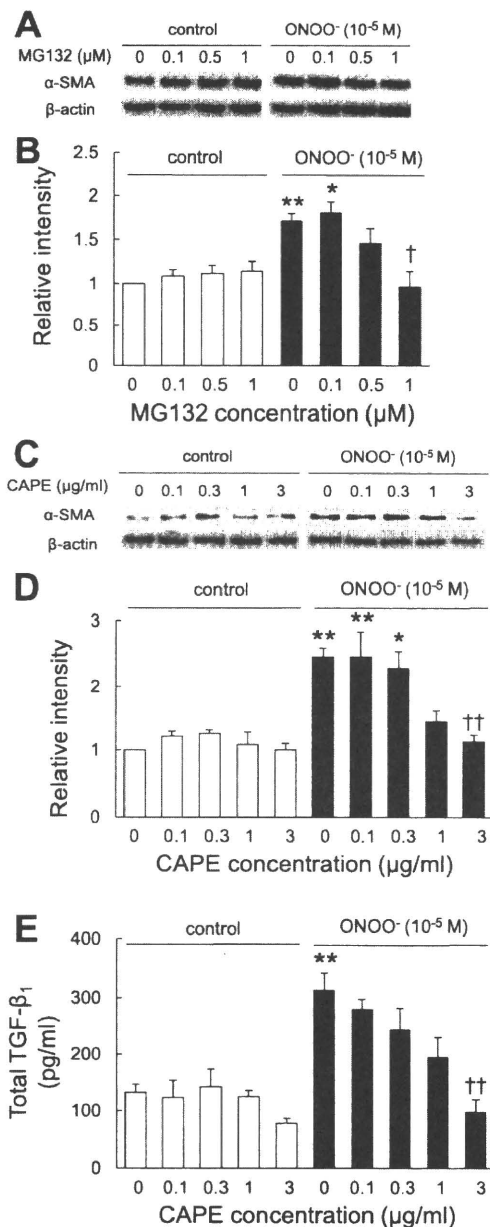 A
control ONOO⁻ (10⁻⁵ M)
MG132 (μM) 0 0.1 0.5 1 0 0.1 0.5 1
α-SMA
β-actin
B
control ONOO⁻ (10⁻⁵ M)
Relative intensity
2.5
2
1.5
1
0.5
0
** * †
0 0.1 0.5 1 0 0.1 0.5 1
MG132 concentration (μM)
C
control ONOO⁻ (10⁻⁵ M)
CAPE (μg/ml) 0 0.1 0.3 1 3 0 0.1 0.3 1 3
α-SMA
β-actin
D
control ONOO⁻ (10⁻⁵ M)
Relative intensity
3
2
1
0
** ** * ††
0 0.1 0.3 1 3 0 0.1 0.3 1 3
CAPE concentration (μg/ml)
E
control ONOO⁻ (10⁻⁵ M)
Total TGF-β₁
(pg/ml)
400
300
200
100
0
** ††
0 0.1 0.3 1 3 0 0.1 0.3 1 3
CAPE concentration (μg/ml)